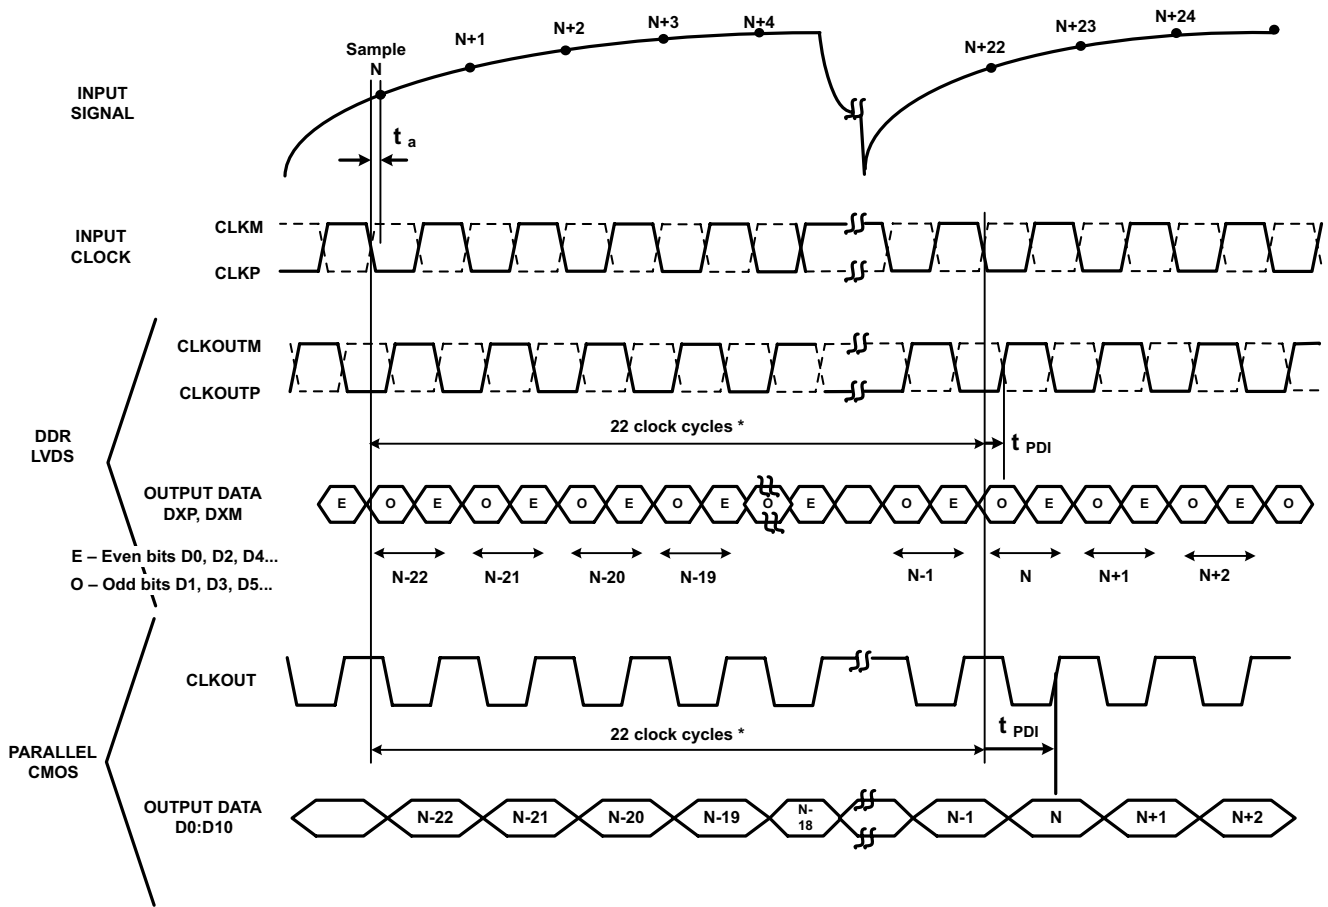 Sample
N
N+1
N+2
N+3
N+4
N+22
N+23
N+24
INPUT
SIGNAL
t a
INPUT
CLOCK
CLKM
CLKP
CLKOUTM
CLKOUTP
DDR
LVDS
22 clock cycles *
t PDI
OUTPUT DATA
DXP, DXM
E O E O E O E O E O E O E O E O E O E O
E – Even bits D0, D2, D4...
O – Odd bits D1, D3, D5...
N-22 N-21 N-20 N-19 N-1 N N+1 N+2
CLKOUT
22 clock cycles *
t PDI
PARALLEL
CMOS
OUTPUT DATA
D0:D10
N-22 N-21 N-20 N-19 N-
18 N-1 N N+1 N+2